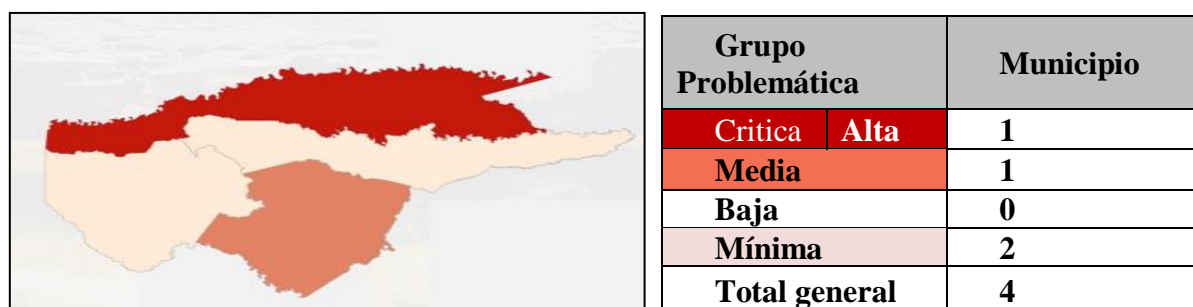 Grupo
Problemática
Municipio
Critica Alta 1
Media 1
Baja 0
Mínima 2
Total general 4